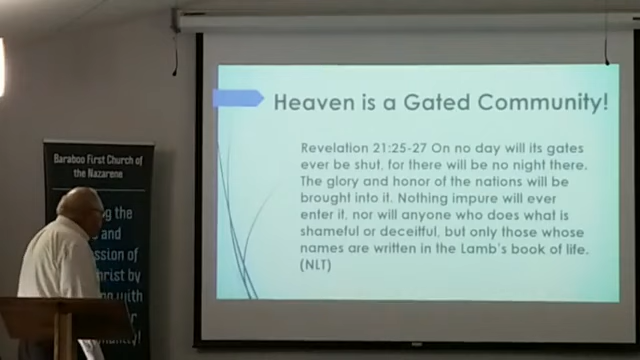 Heaven is a Gated Community!
Revelation 21:25-27 On no day will its gates
ever be shut, for there will be no night there.
The glory and honor of the nations will be
brought into it. Nothing impure will ever
enter it, nor will anyone who does what is
shameful or deceitful, but only those whose
names are written in the Lamb's book of life.
(NLT)
Baraboo First Church of
the Nazarene
the
and
of
by
with